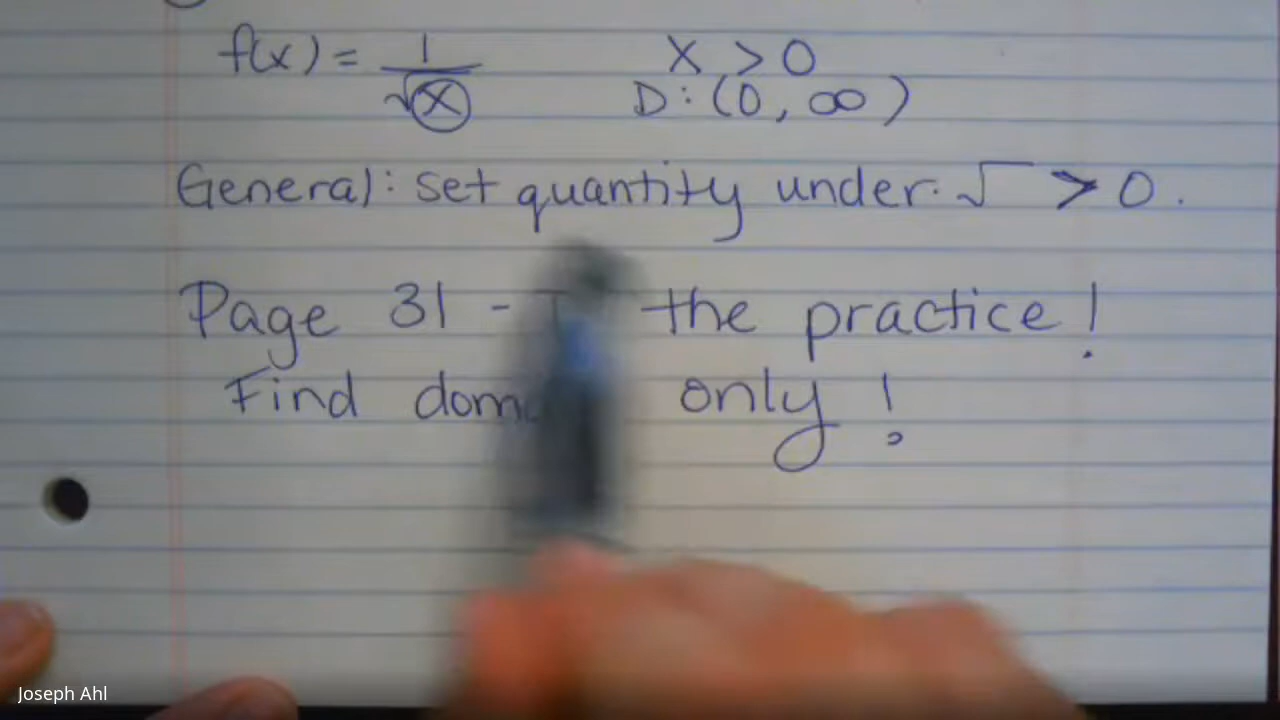 f(x) = 1/√x    x > 0
D: (0, ∞)
General: set quantity under √ > 0.
Page 31 - the practice!
Find only!
Joseph Ahl